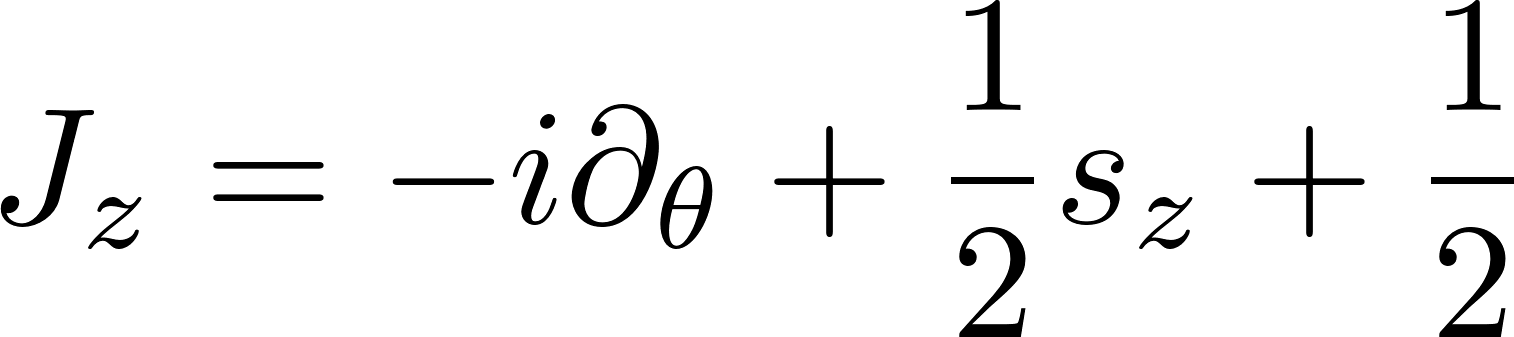 $J_z = -i\partial_\theta + \frac{1}{2} s_z + \frac{1}{2}$